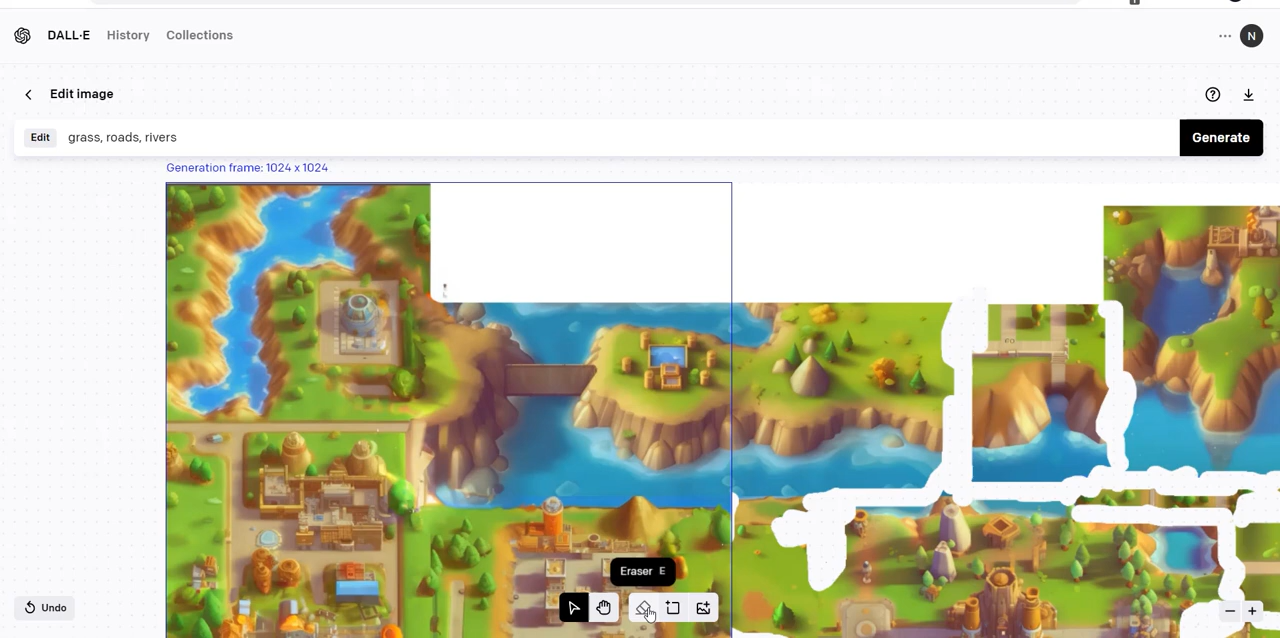 DALL·E History Collections
··· N
Edit image
Edit grass, roads, rivers Generate
Generation frame: 1024 x 1024
Eraser E
Undo